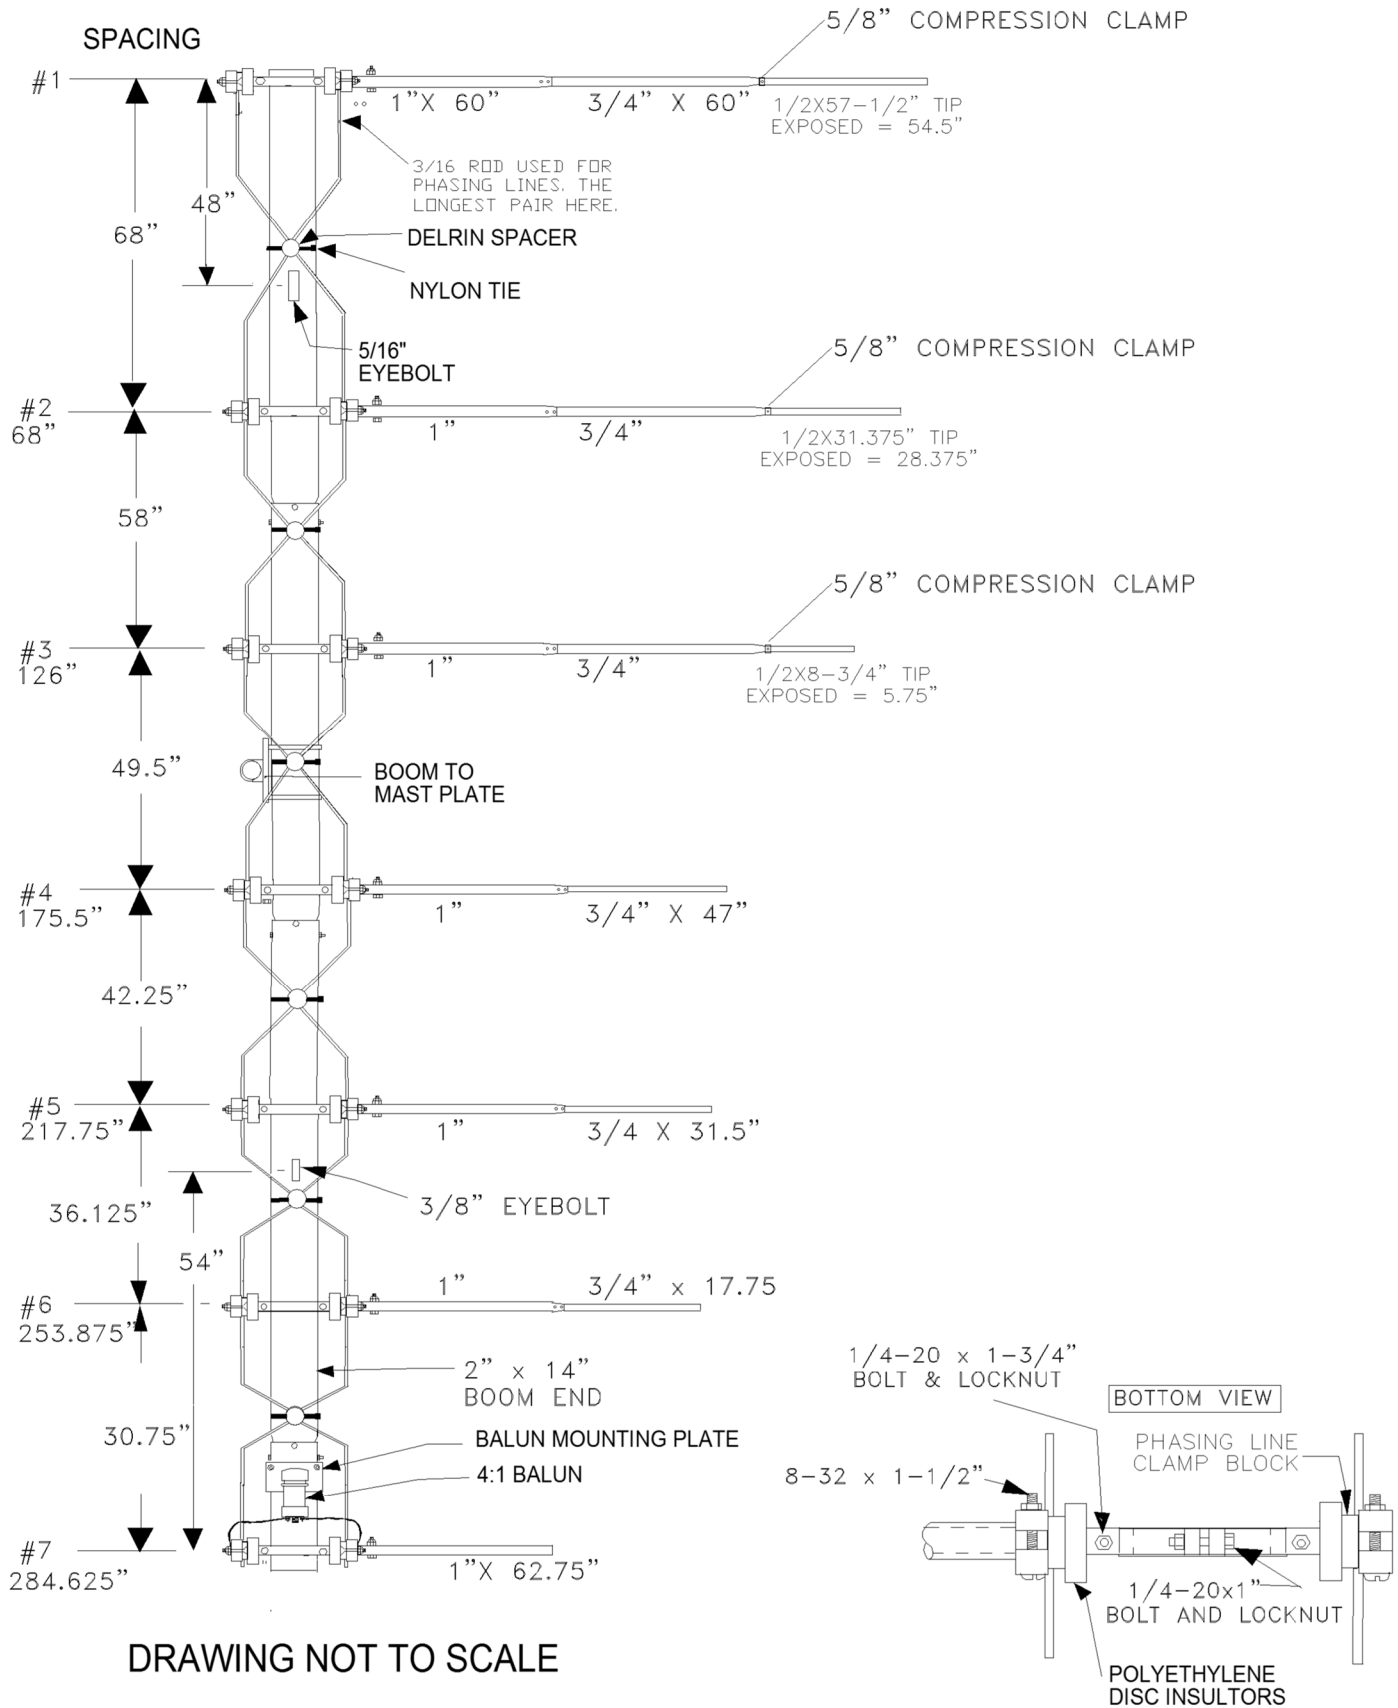 SPACING
5/8" COMPRESSION CLAMP
#1
1"X 60"
3/4" X 60"
1/2X57-1/2" TIP
EXPOSED = 54.5"
3/16 ROD USED FOR
PHASING LINES. THE
LONGEST PAIR HERE.
48"
68"
DELRIN SPACER
NYLON TIE
5/16"
EYEBOLT
5/8" COMPRESSION CLAMP
#2
68"
1"
3/4"
1/2X31.375" TIP
EXPOSED = 28.375"
58"
5/8" COMPRESSION CLAMP
#3
126"
1"
3/4"
1/2X8-3/4" TIP
EXPOSED = 5.75"
49.5"
BOOM TO
MAST PLATE
#4
175.5"
1"
3/4" X 47"
42.25"
#5
217.75"
1"
3/4 X 31.5"
36.125"
3/8" EYEBOLT
54"
#6
253.875"
1"
3/4" x 17.75
2" x 14"
BOOM END
30.75"
BALUN MOUNTING PLATE
4:1 BALUN
#7
284.625"
1"X 62.75"
1/4-20 x 1-3/4"
BOLT & LOCKNUT
BOTTOM VIEW
PHASING LINE
CLAMP BLOCK
8-32 x 1-1/2"
1/4-20x1"
BOLT AND LOCKNUT
POLYETHYLENE
DISC INSULTORS
DRAWING NOT TO SCALE